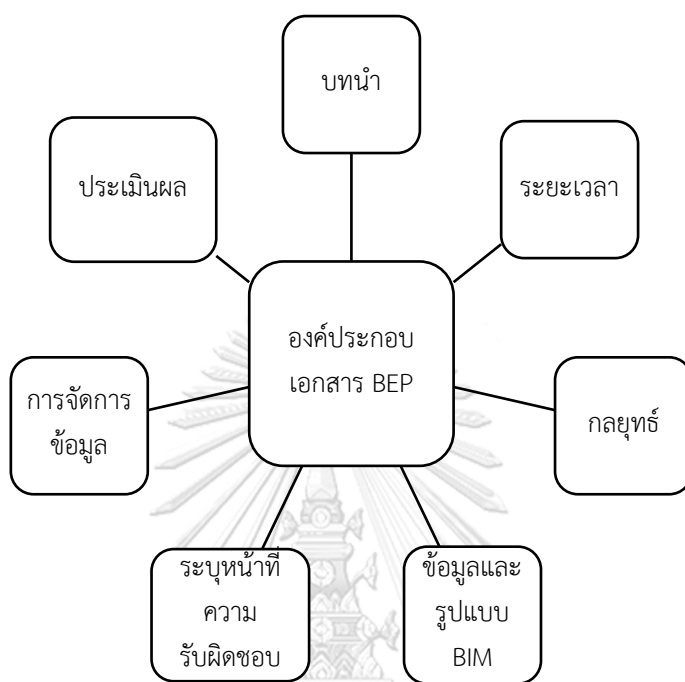 บทนำ
ระยะเวลา
กลยุทธ์
ข้อมูลและ
รูปแบบ
BIM
ระบุหน้าที่
ความ
รับผิดชอบ
การจัดการ
ข้อมูล
ประเมินผล
องค์ประกอบ
เอกสาร BEP